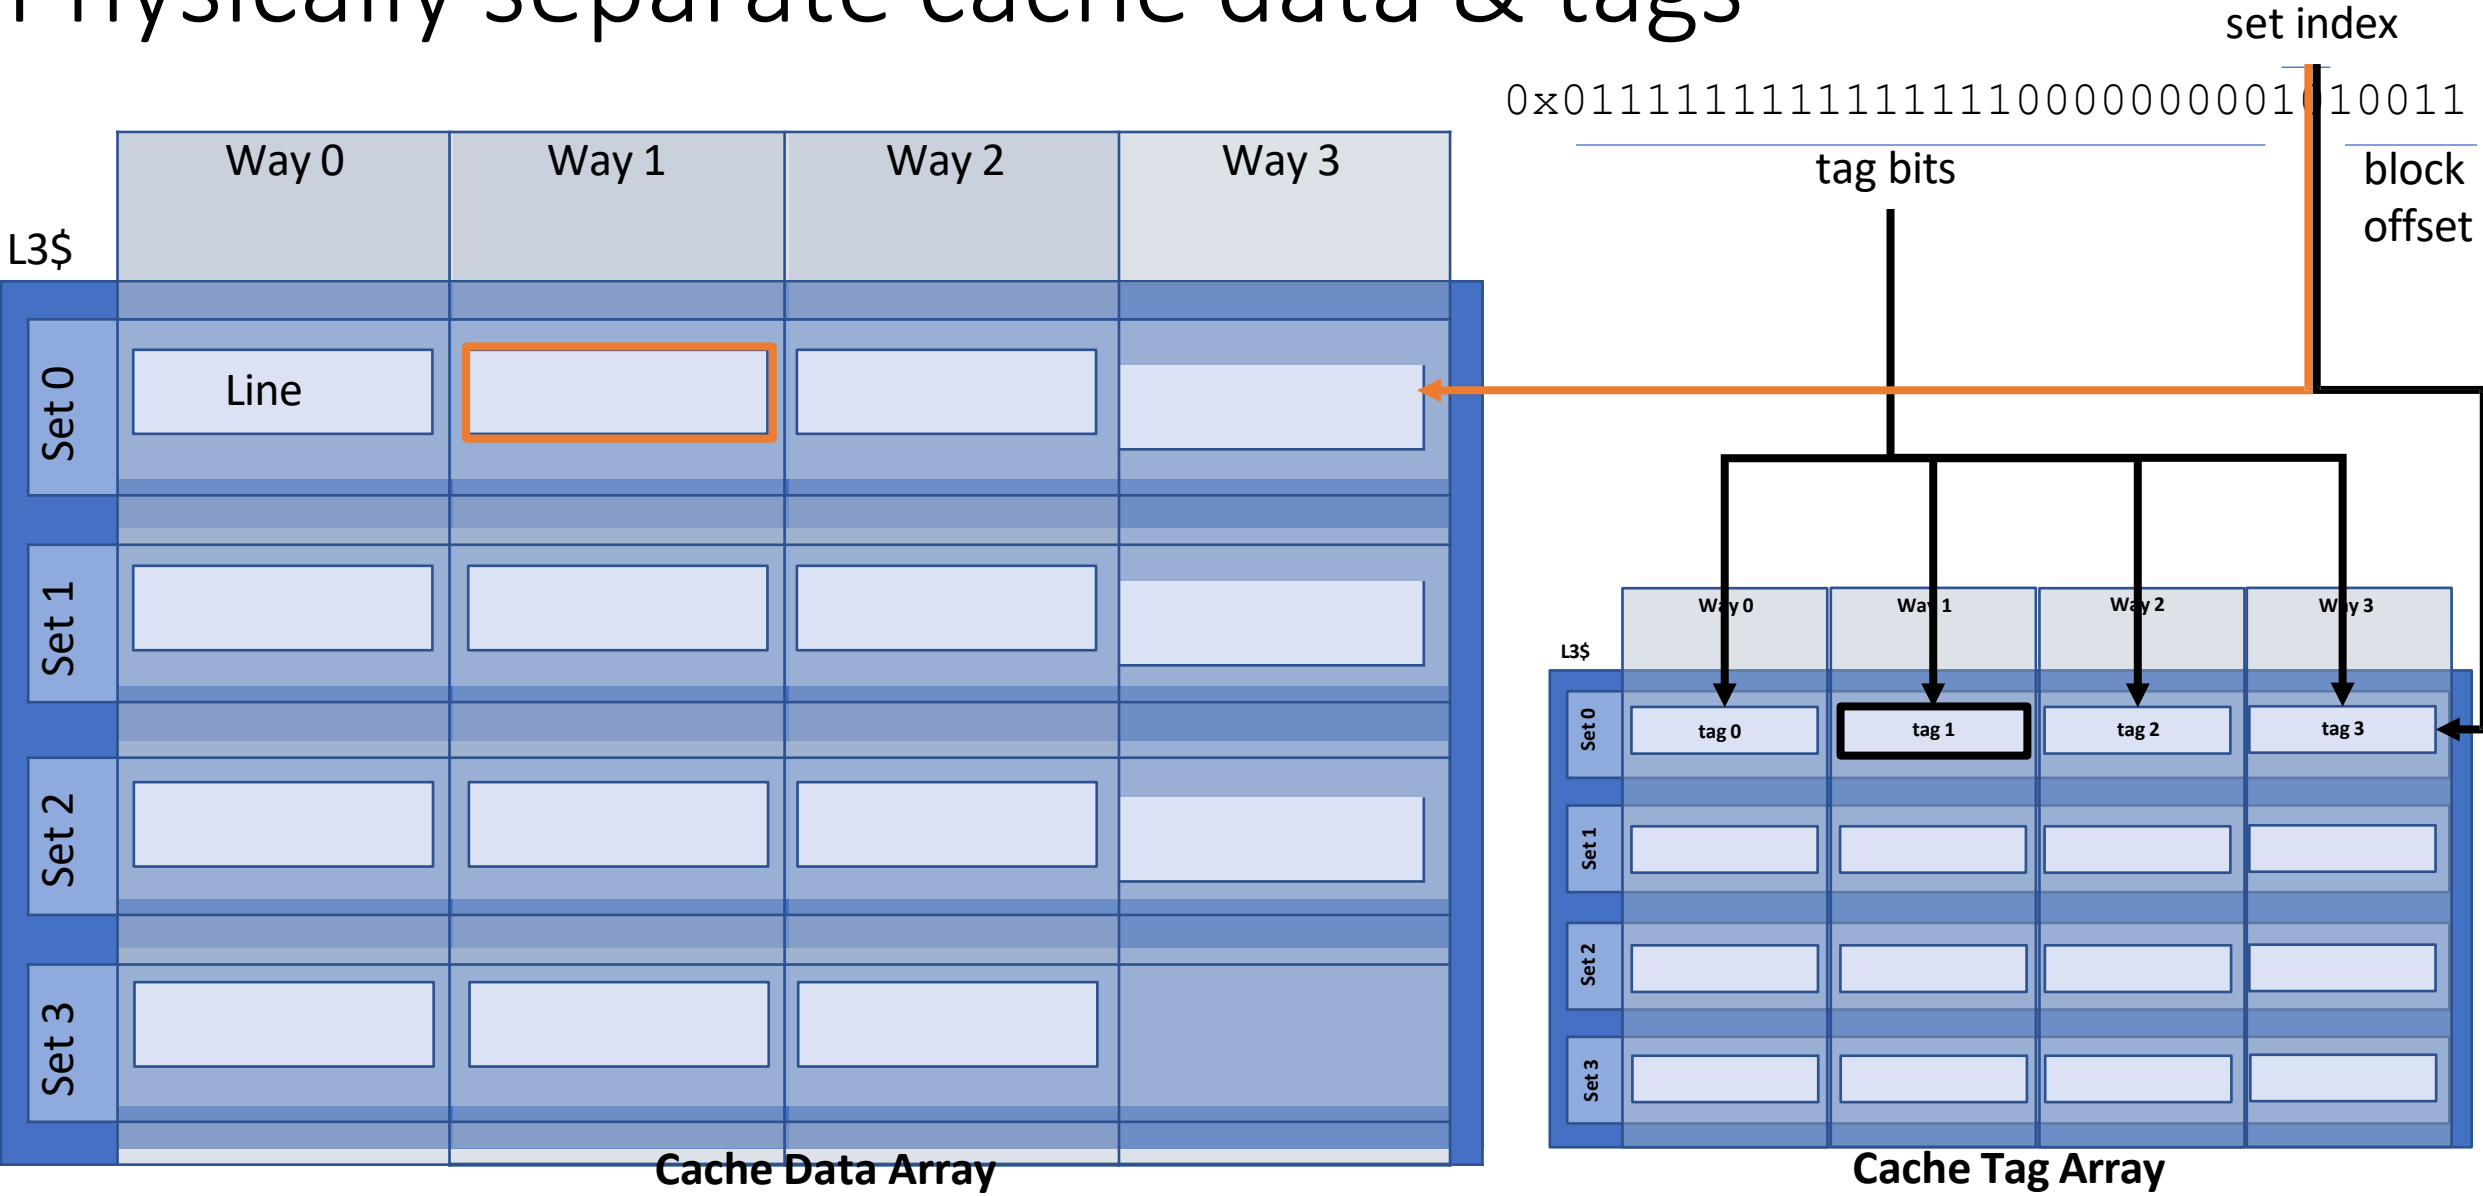 Physically separate cache data & tags
set index
0x01111111111111110000000001010011
tag bits
block
offset
Way 0
Way 1
Way 2
Way 3
L3$
Set 0
Line
Set 1
Set 2
Set 3
Cache Data Array
Way 0
Way 1
Way 2
Way 3
L3$
Set 0
tag 0
tag 1
tag 2
tag 3
Set 1
Set 2
Set 3
Cache Tag Array